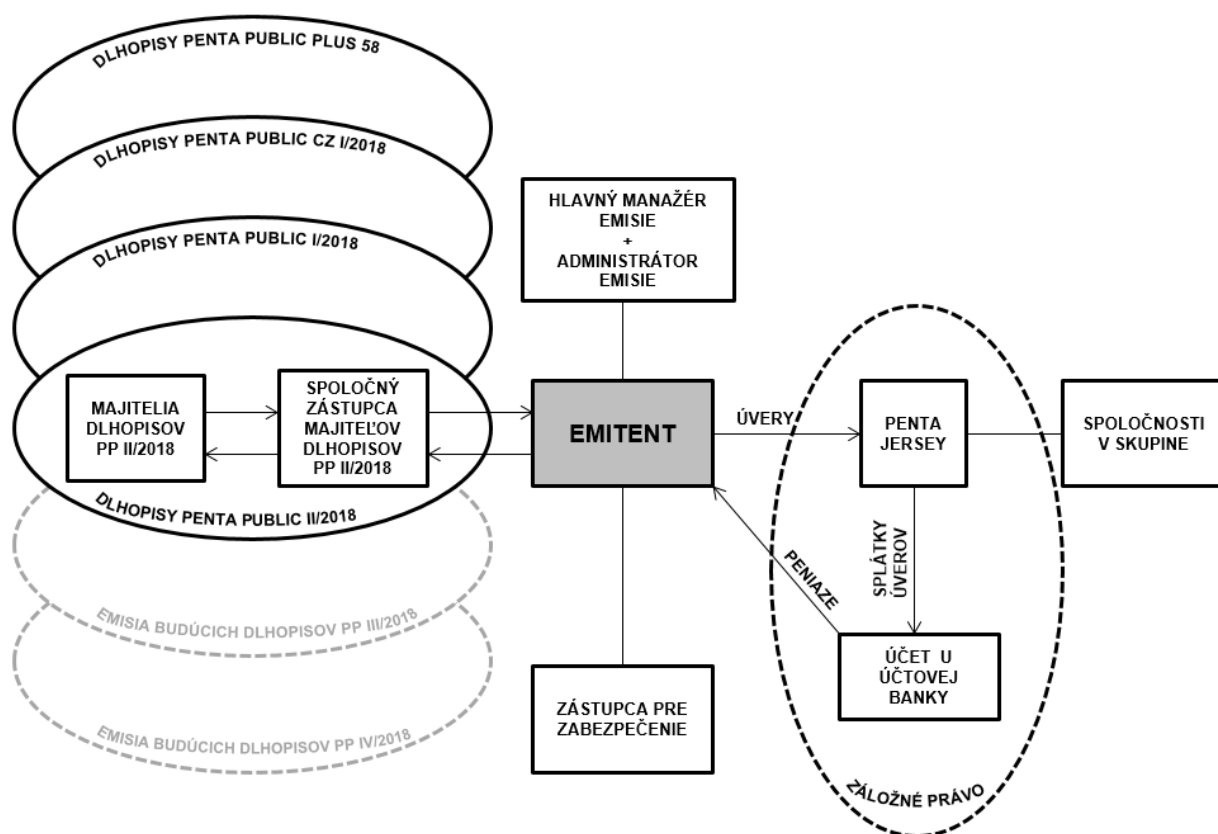 DLHOPISY PENTA PUBLIC PLUS 58
DLHOPISY PENTA PUBLIC CZ I/2018
DLHOPISY PENTA PUBLIC I/2018
MAJITELIA
DLHOPISOV
PP II/2018
SPOLOČNÝ
ZÁSTUPCA
MAJITEĽOV
DLHOPISOV
PP II/2018
DLHOPISY PENTA PUBLIC II/2018
EMISIA BUDÚCICH DLHOPISOV PP III/2018
EMISIA BUDÚCICH DLHOPISOV PP IV/2018
HLAVNÝ MANAŽÉR
EMISIE
+
ADMINISTRÁTOR
EMISIE
EMITENT
ZÁSTUPCA PRE
ZABEZPEČENIE
ÚVERY
PENTA
JERSEY
SPOLOČNOSTI
V SKUPINE
PENIAZE
SPLÁTKY
ÚVEROV
ÚČET U
ÚČTOVEJ
BANKY
ZÁLOŽNÉ PRÁVO